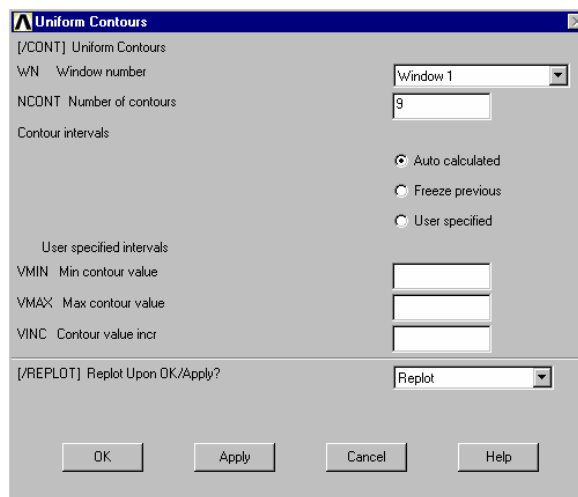 Uniform Contours
[/CONT] Uniform Contours
WN Window number Window 1
NCONT Number of contours 9
Contour intervals
Auto calculated
Freeze previous
User specified
User specified intervals
VMIN Min contour value
VMAX Max contour value
VINC Contour value incr
[/REPLOT] Replot Upon OK/Apply? Replot
OK Apply Cancel Help